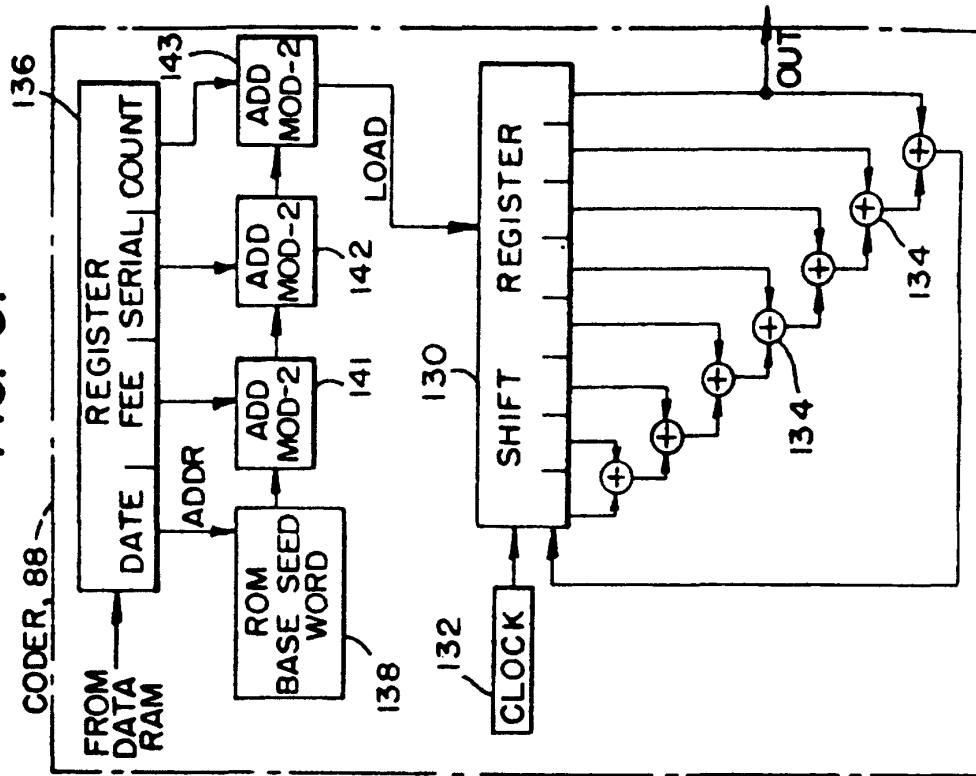 CODER, 88
136
FROM
DATA
RAM
REGISTER
DATE FEE SERIAL COUNT
ADDR
143
ROM
BASE SEED
WORD
138
ADD
MOD-2
141
ADD
MOD-2
142
ADD
MOD-2
LOAD
130
SHIFT REGISTER
132
CLOCK
OUT
134
134